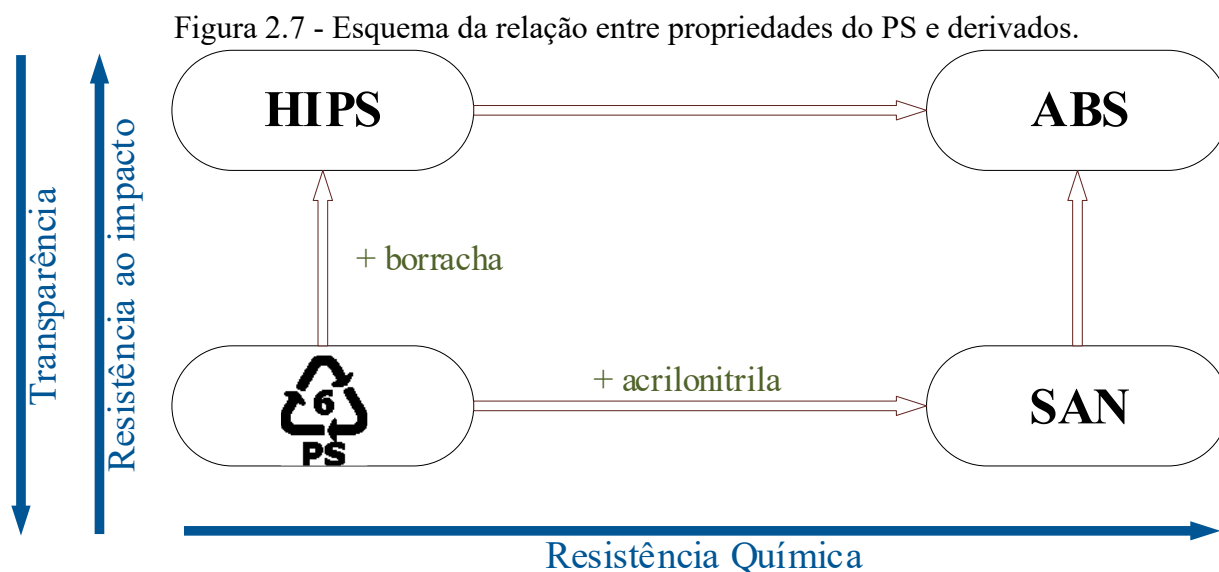 Figura 2.7 - Esquema da relação entre propriedades do PS e derivados.
HIPS
ABS
Transparência
Resistência ao impacto
+ borracha
+ acrilonitrila
6
PS
SAN
Resistência Química